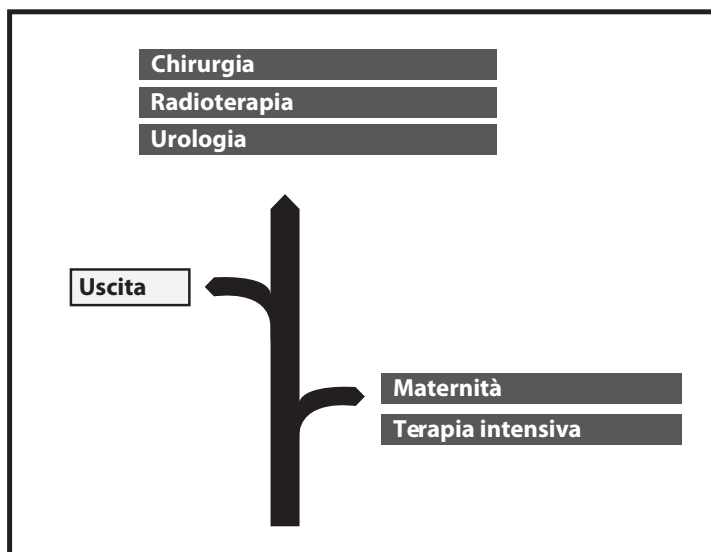 Chirurgia
Radioterapia
Urologia
Uscita
Maternità
Terapia intensiva